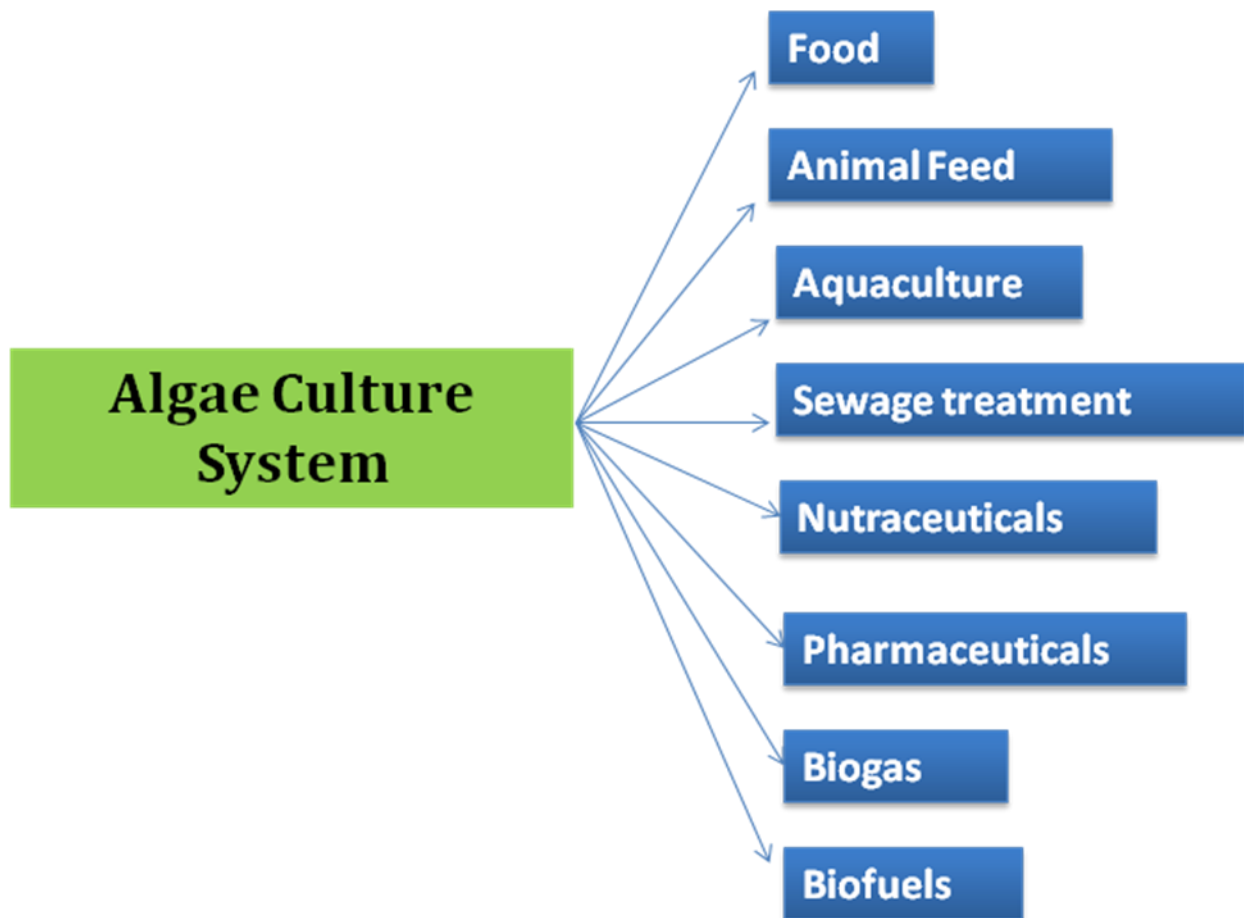 Food
Animal Feed
Aquaculture
Algae Culture
System
Sewage treatment
Nutraceuticals
Pharmaceuticals
Biogas
Biofuels